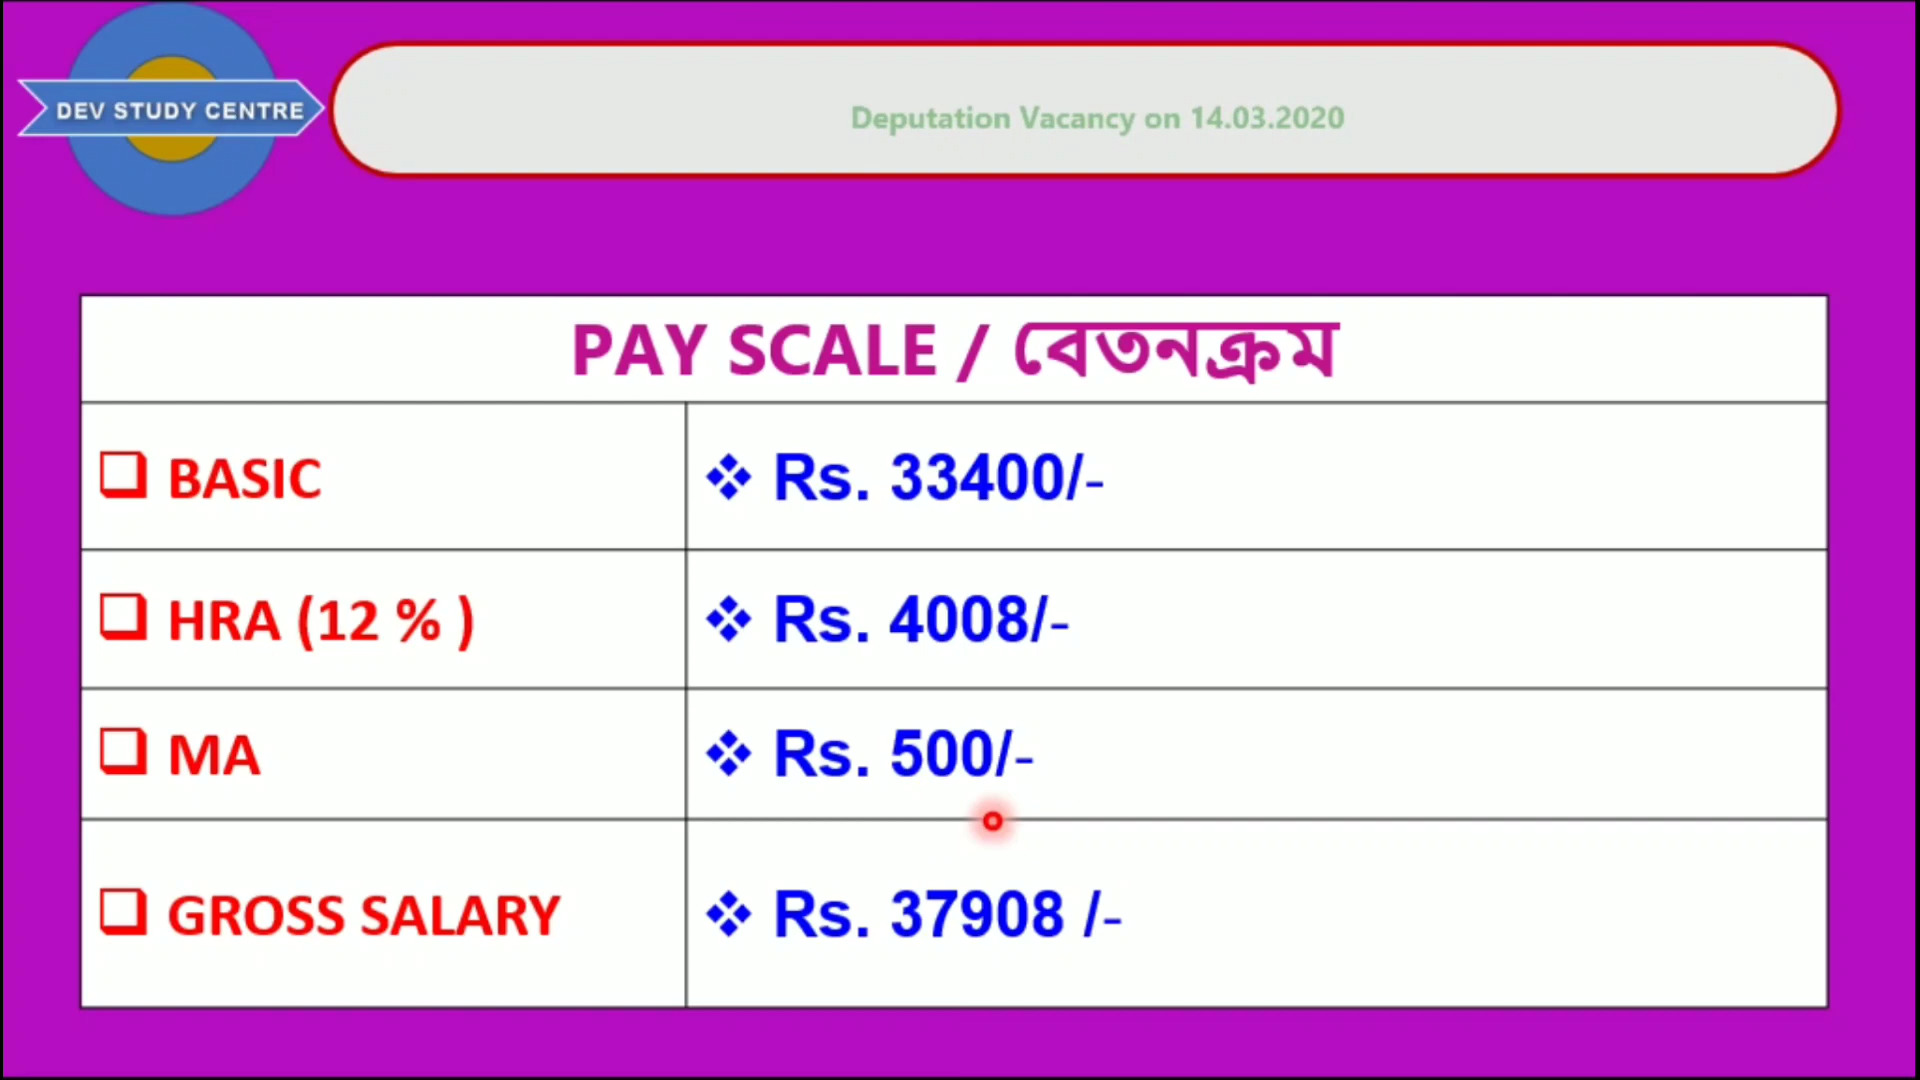 DEV STUDY CENTRE
Deputation Vacancy on 14.03.2020
PAY SCALE / বেতনক্রম
BASIC
Rs. 33400/-
HRA (12 % )
Rs. 4008/-
MA
Rs. 500/-
GROSS SALARY
Rs. 37908 /-